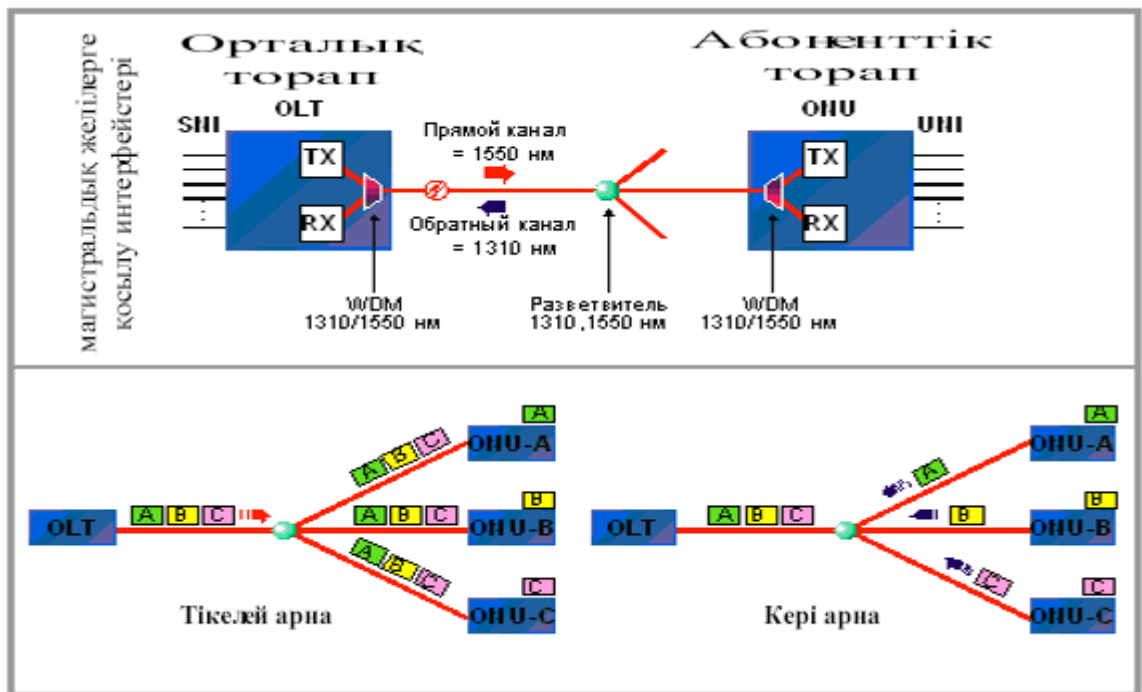 магистральдық желілерге
қосылу интерфейстері
Орталық
торап
OLT
SNI
TX
RX
Прямой канал
= 1550 нм
Обратный канал
= 1310 нм
WDM
1310/1550 нм
Разветвитель
1310 ,1550 нм
Абоненттік
торап
ONU
UNI
TX
RX
WDM
1310/1550 нм
OLT
A B C
A B C
A B C
A B C
A
ONU-A
B
ONU-B
C
ONU-C
Тікелей арна
OLT
A B C
A
B
C
A
ONU-A
B
ONU-B
C
ONU-C
Кері арна